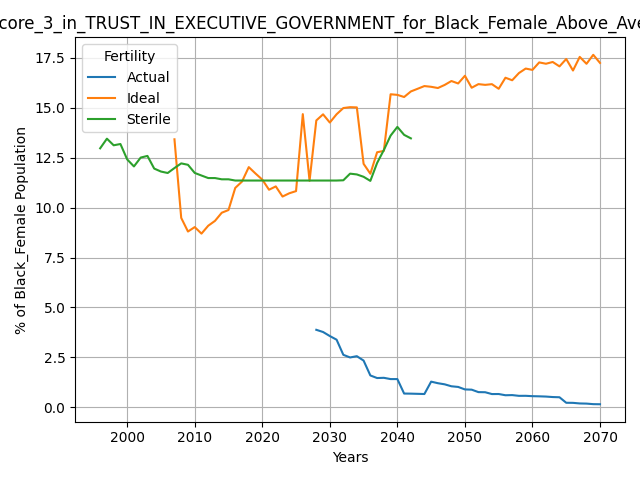 core_3_in_TRUST_IN_EXECUTIVE_GOVERNMENT_for_Black_Female_Above_Ave
Fertility
Actual
Ideal
Sterile
% of Black_Female Population
17.5
15.0
12.5
10.0
7.5
5.0
2.5
0.0
2000 2010 2020 2030 2040 2050 2060 2070
Years